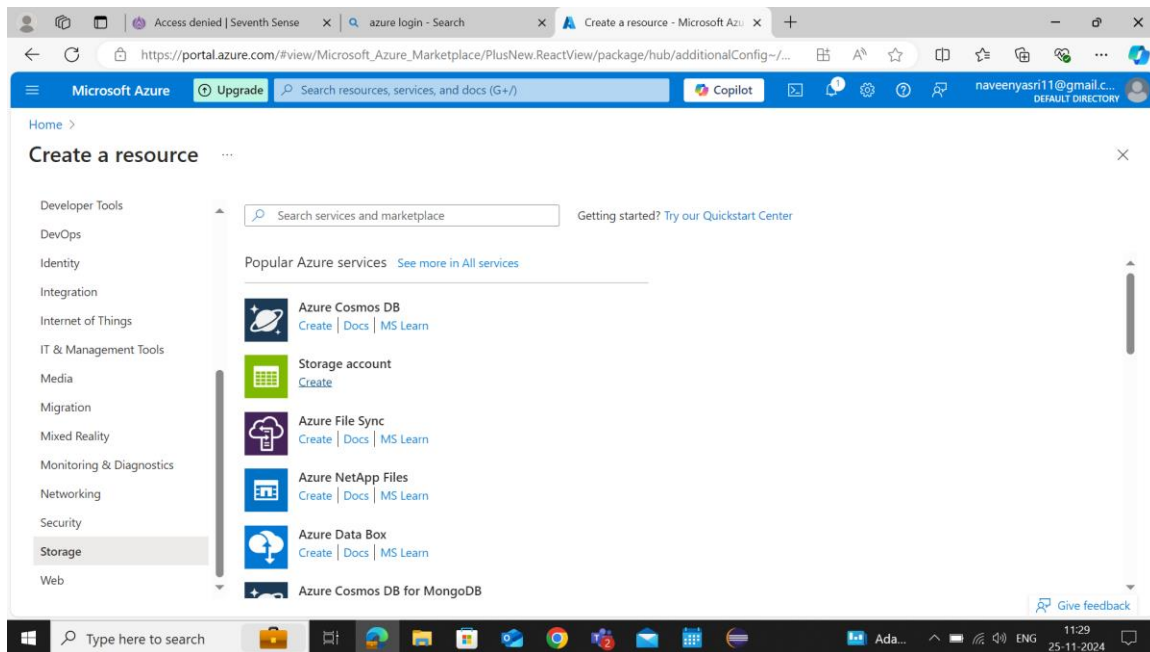 Access denied | Seventh Sense
azure login - Search
Create a resource - Microsoft Azu
https://portal.azure.com/#view/Microsoft_Azure_Marketplace/PlusNew.ReactView/package/hub/additionalConfig~/...
Microsoft Azure
Upgrade
Search resources, services, and docs (G+/)
Copilot
1
naveenyasri11@gmail.c...
DEFAULT DIRECTORY
Home >
Create a resource ...
Developer Tools
DevOps
Identity
Integration
Internet of Things
IT & Management Tools
Media
Migration
Mixed Reality
Monitoring & Diagnostics
Networking
Security
Storage
Web
Search services and marketplace
Getting started? Try our Quickstart Center
Popular Azure services See more in All services
Azure Cosmos DB
Create | Docs | MS Learn
Storage account
Create
Azure File Sync
Create | Docs | MS Learn
Azure NetApp Files
Create | Docs | MS Learn
Azure Data Box
Create | Docs | MS Learn
Azure Cosmos DB for MongoDB
Give feedback
Type here to search
Ada...
ENG
11:29
25-11-2024